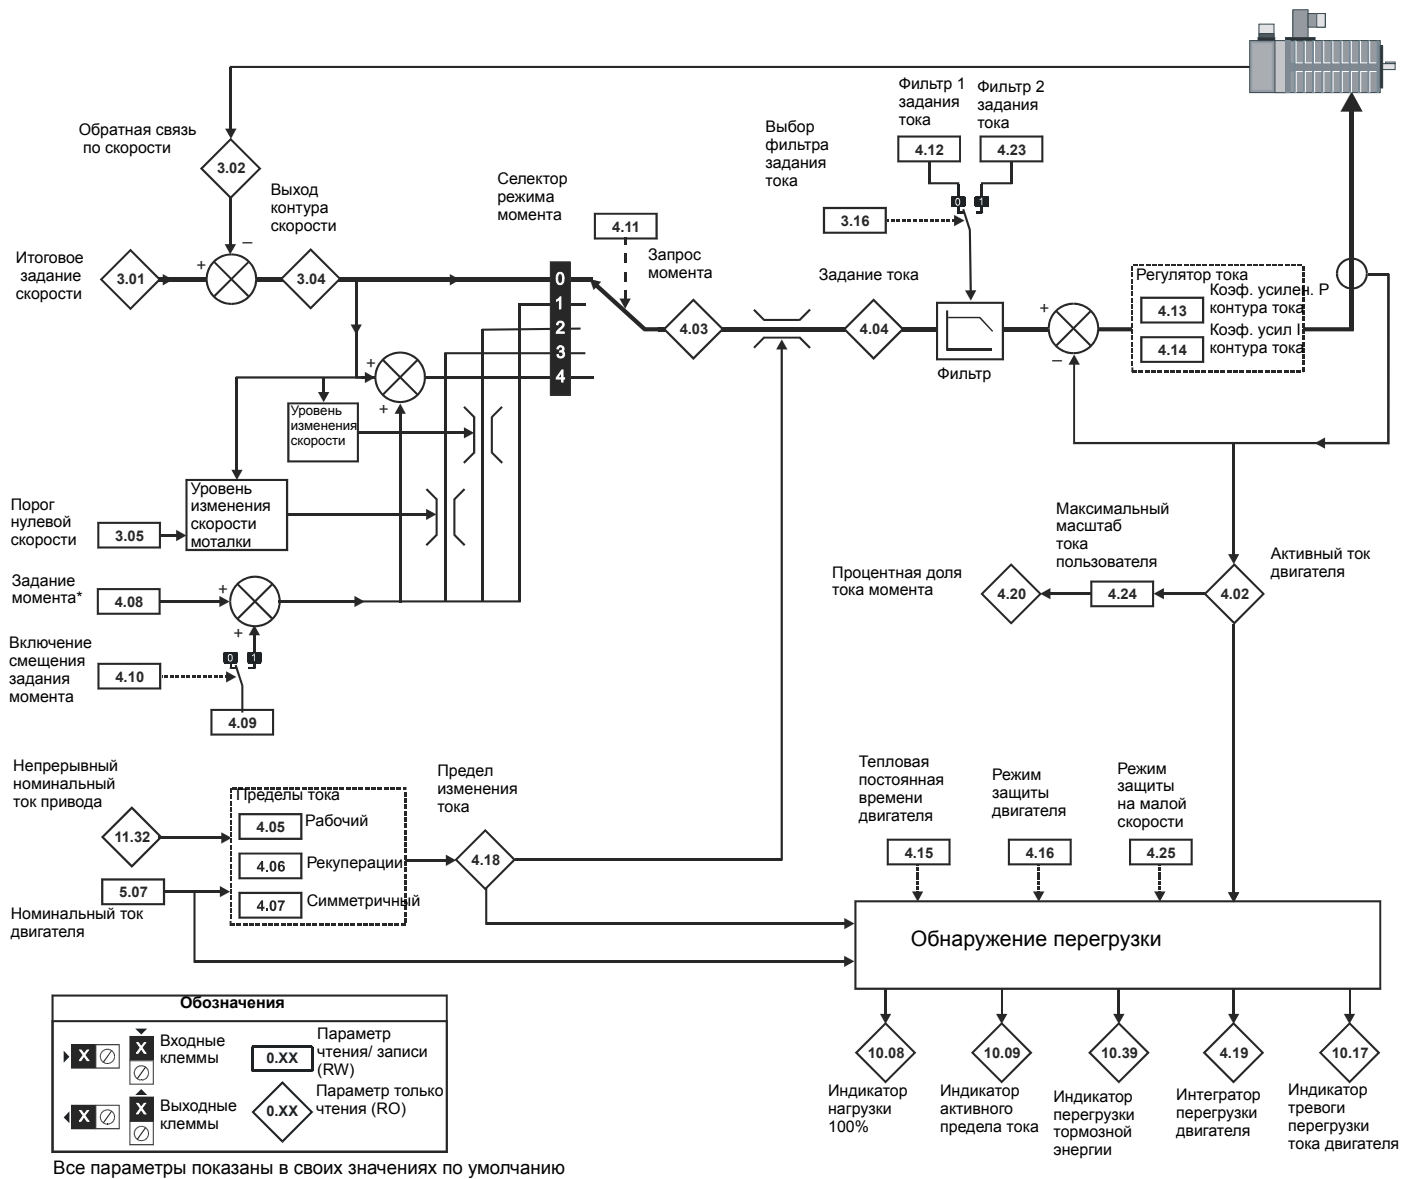 Фильтр 1
задания
тока
Фильтр 2
задания
тока
Выбор
фильтра
задания
тока
4.12
4.23
0
1
3.16
Обратная связь
по скорости
3.02
Выход
контура
скорости
Селектор
режима
момента
4.11
Запрос
момента
Задание тока
Итоговое
задание
скорости
3.01
+
–
3.04
0
1
2
3
4
4.03
4.04
Фильтр
+
–
Регулятор тока
Коэф. усилен. P
контура тока
4.13
Коэф. усил I
контура тока
4.14
+
+
Уровень
изменения
скорости
Уровень
изменения
скорости
моталки
Порог
нулевой
скорости
3.05
Задание
момента*
4.08
+
+
Включение
смещения
задания
момента
4.10
0
1
4.09
Максимальный
масштаб
тока
пользователя
Процентная доля
тока момента
4.20
4.24
4.02
Активный ток
двигателя
Непрерывный
номинальный
ток привода
11.32
5.07
Номинальный ток
двигателя
Пределы тока
4.05 Рабочий
4.06 Рекуперации
4.07 Симметричный
Предел
изменения
тока
4.18
Тепловая
постоянная
времени
двигателя
4.15
Режим
защиты
двигателя
4.16
Режим
защиты
на малой
скорости
4.25
Обнаружение перегрузки
10.08
Индикатор
нагрузки
100%
10.09
Индикатор
активного
предела тока
10.39
Индикатор
перегрузки
тормозной
энергии
4.19
Интегратор
перегрузки
двигателя
10.17
Индикатор
тревоги
перегрузки
тока двигателя
Обозначения
X
X
Входные
клеммы
0.XX
Параметр
чтения/ записи
(RW)
X
X
Выходные
клеммы
0.XX
Параметр только
чтения (RO)
Все параметры показаны в своих значениях по умолчанию